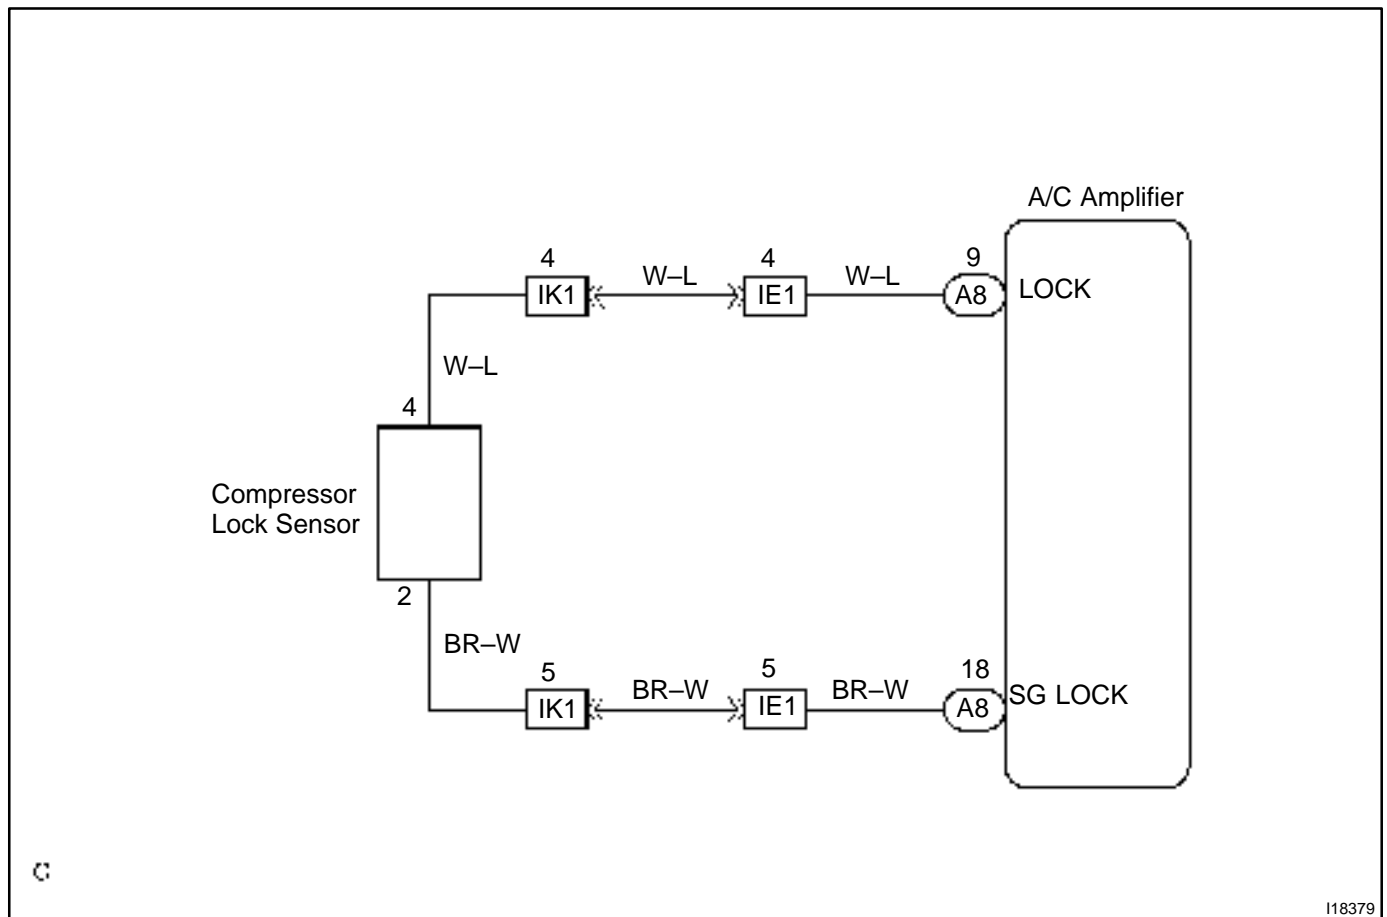 A/C Amplifier
4
4
9
W–L
W–L
IK1
IE1
A8
LOCK
W–L
4
Compressor
Lock Sensor
2
BR–W
5
5
18
BR–W
BR–W
SG LOCK
IK1
IE1
A8
I18379